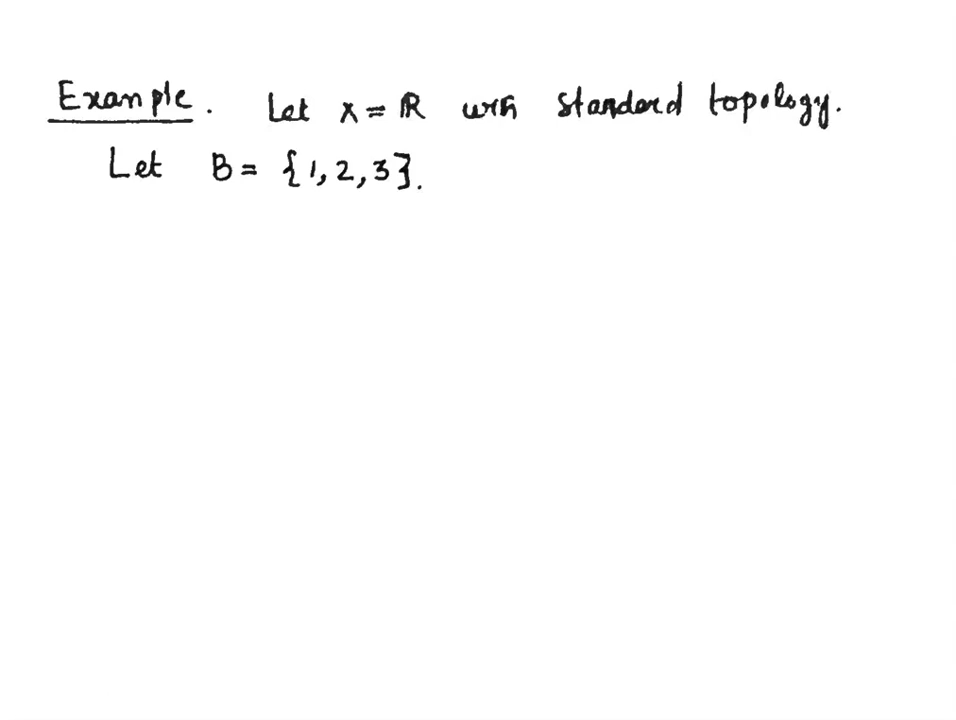 Example. Let X = ℝ with standard topology.
Let B = {1, 2, 3}.